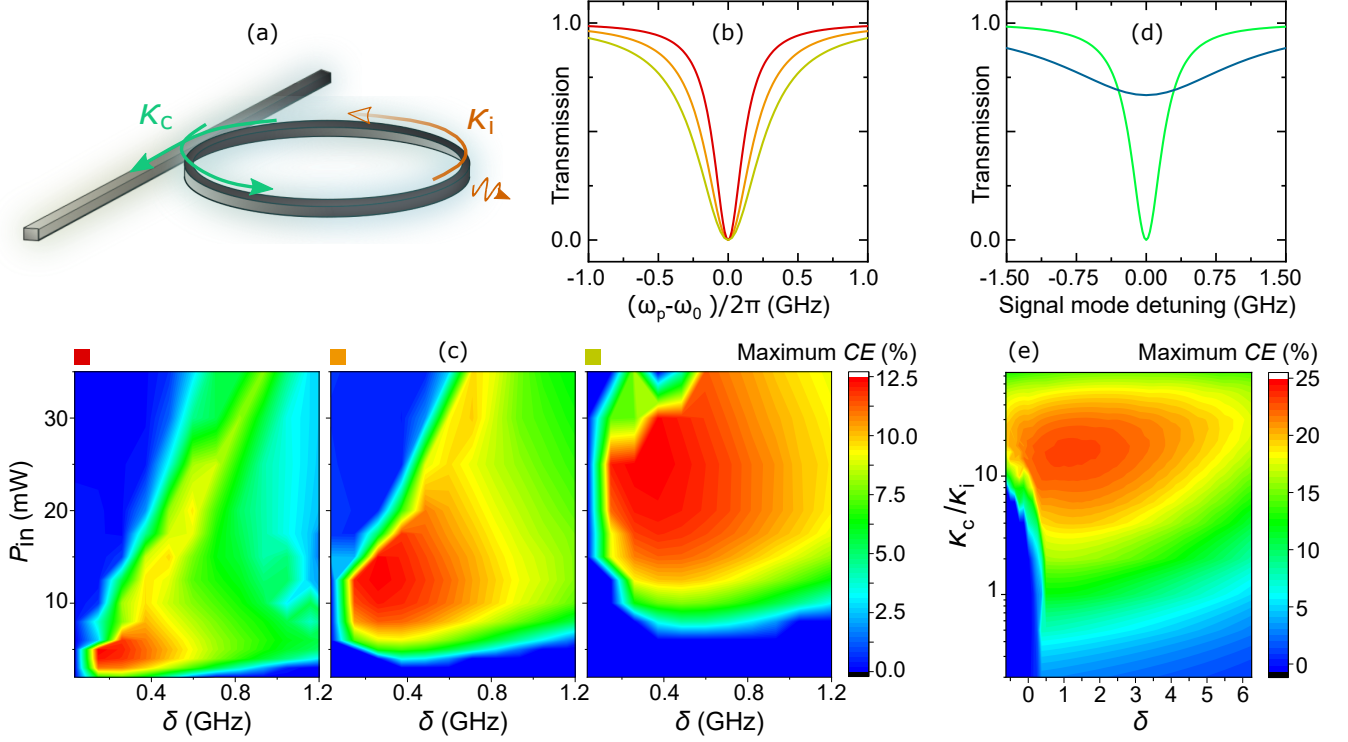 (a)
κc
κi
(b)
Transmission
1.0
0.0
-1.0 -0.5 0.0 0.5 1.0
(ωp-ω0 )/2π (GHz)
(d)
Transmission
1.0
0.0
-1.50 -0.75 0.00 0.75 1.50
Signal mode detuning (GHz)
(c)
Maximum CE (%)
Pin (mW)
30
20
10
0.4 0.8 1.2
δ (GHz)
0.4 0.8 1.2
δ (GHz)
0.4 0.8 1.2
δ (GHz)
12.5
10.0
7.5
5.0
2.5
0.0
(e)
Maximum CE (%)
κc/κi
10
1
0 1 2 3 4 5 6
δ
25
20
15
10
5
0